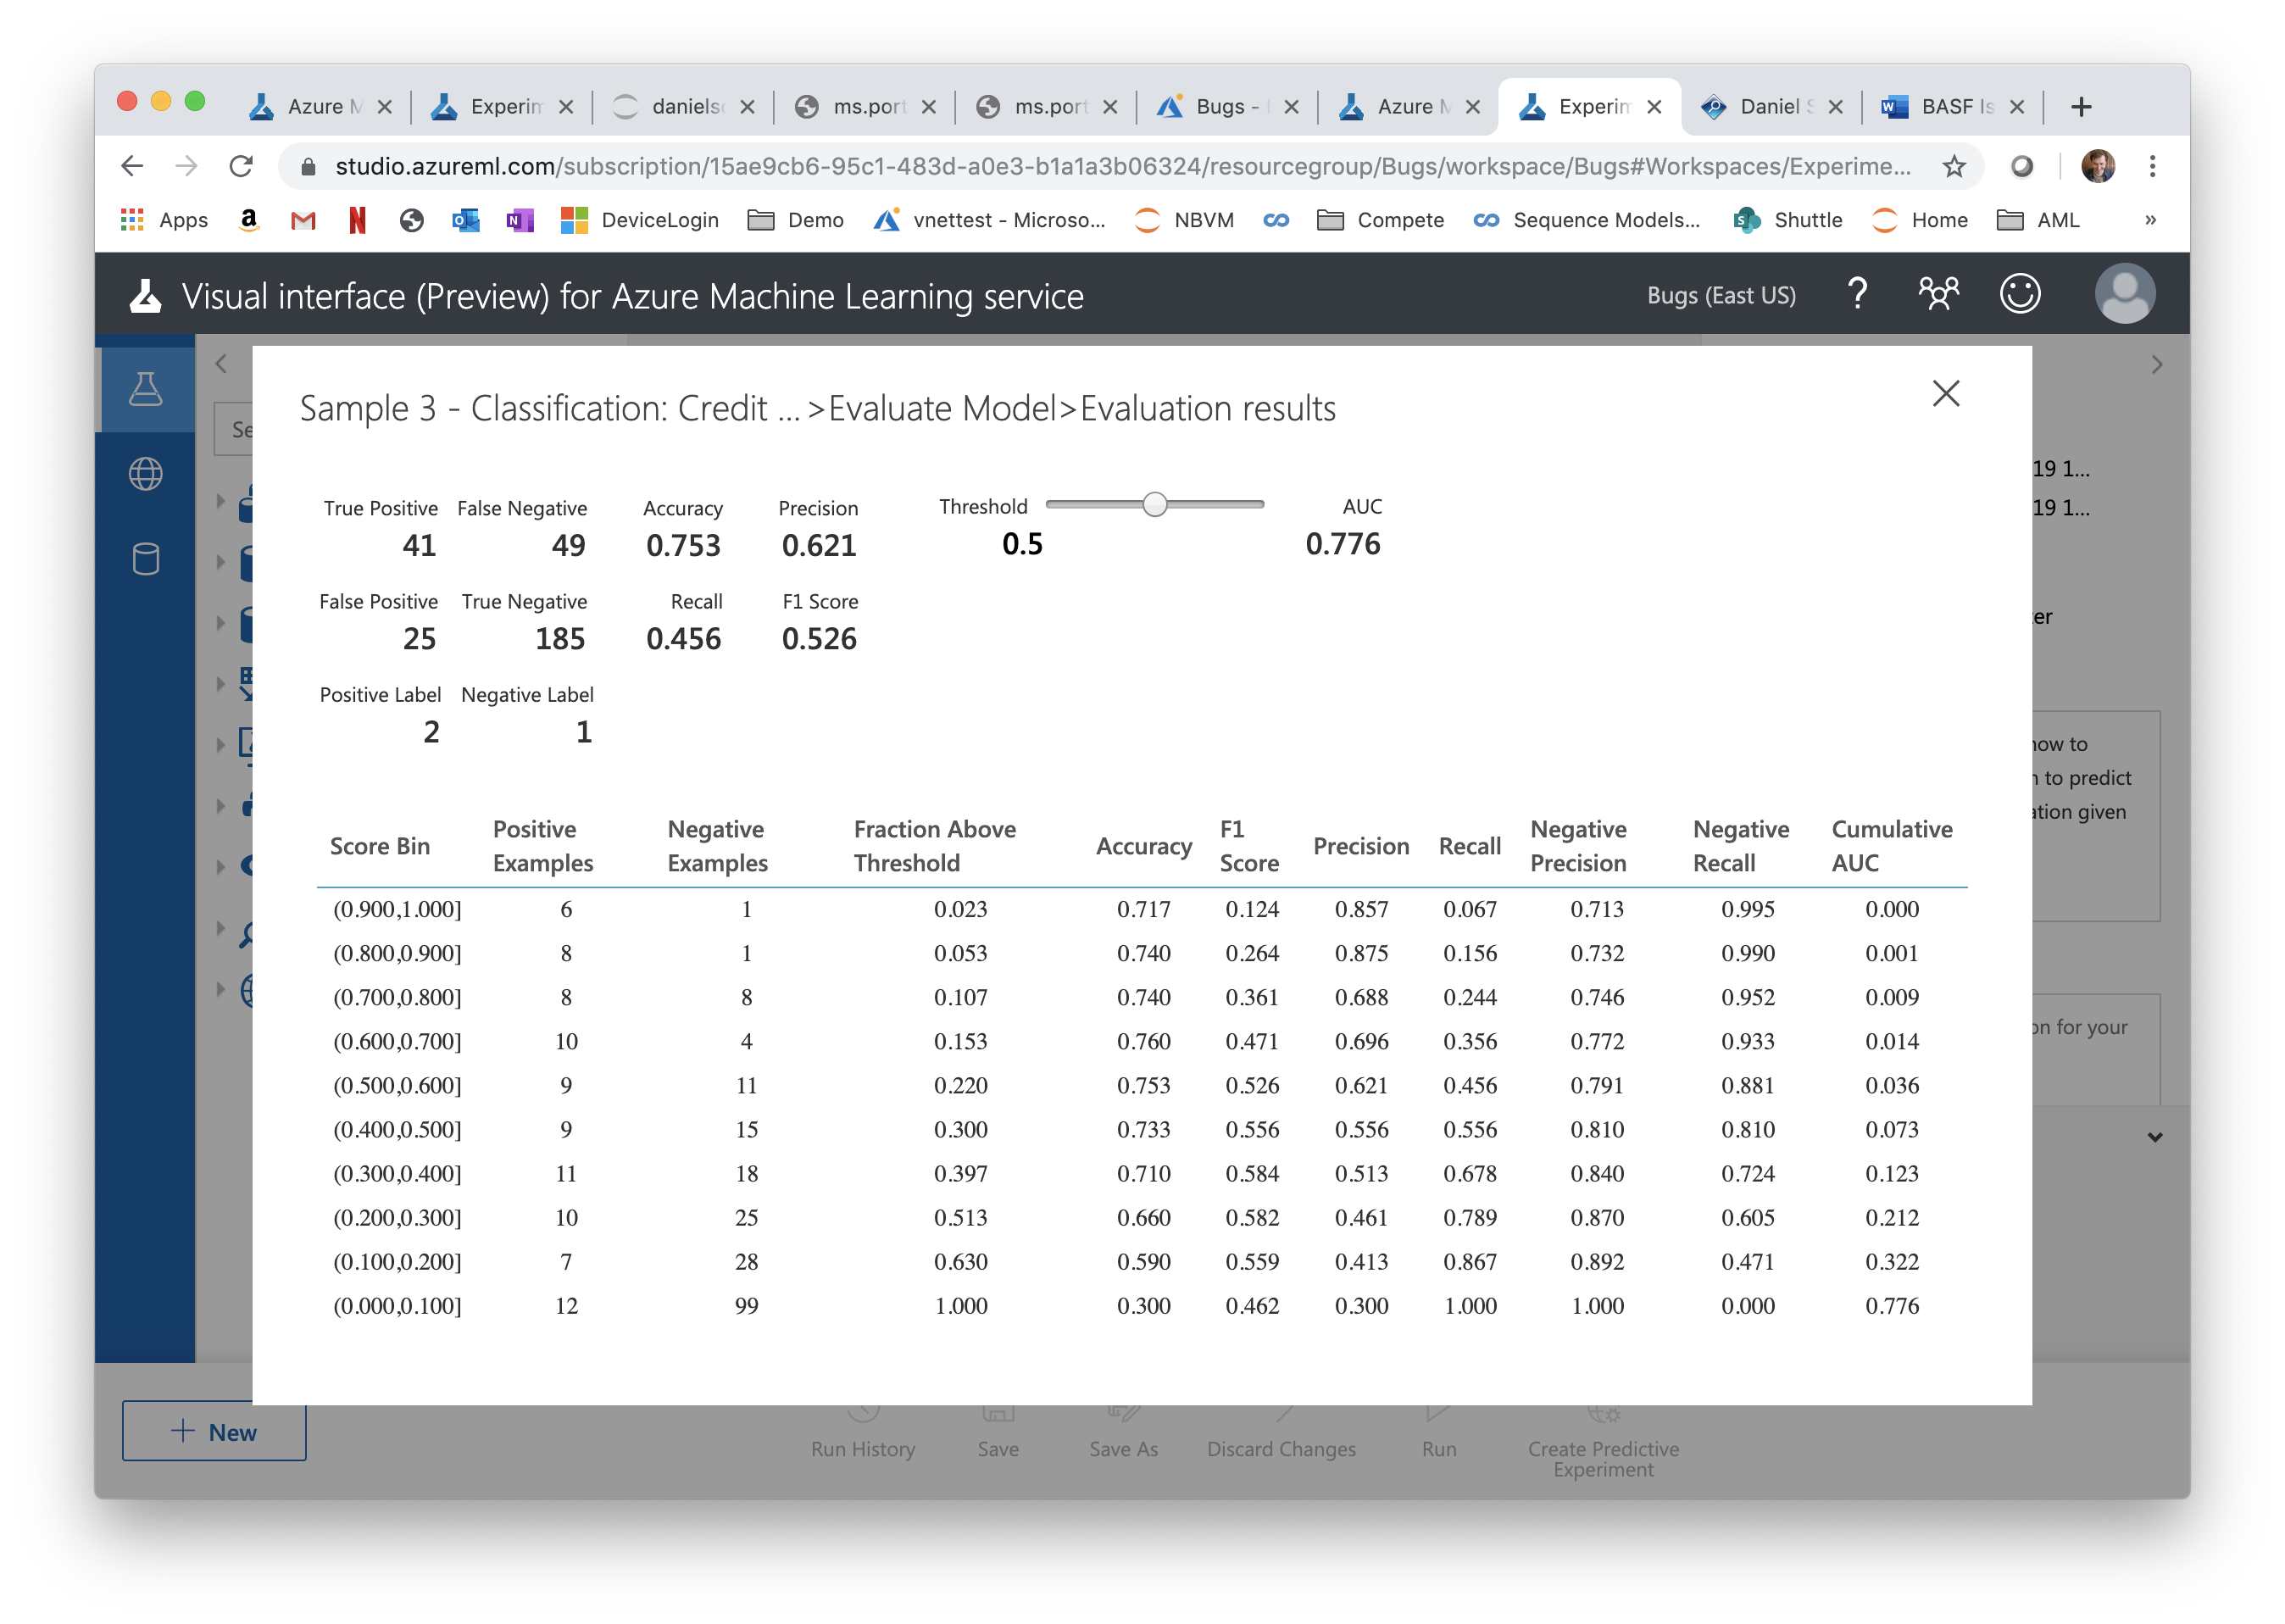 Azure M
Experim
daniels
ms.port
ms.port
Bugs -
Azure M
Experim
Daniel S
BASF Is
studio.azureml.com/subscription/15ae9cb6-95c1-483d-a0e3-b1a1a3b06324/resourcegroup/Bugs/workspace/Bugs#Workspaces/Experime...
Apps DeviceLogin Demo vnettest - Microso... NBVM Compete Sequence Models... Shuttle Home AML »
Visual interface (Preview) for Azure Machine Learning service Bugs (East US) ?
Se
Sample 3 - Classification: Credit ... >Evaluate Model>Evaluation results
True Positive False Negative Accuracy Precision Threshold AUC
41 49 0.753 0.621 0.5 0.776
False Positive True Negative Recall F1 Score
25 185 0.456 0.526
Positive Label Negative Label
2 1
Score Bin Positive Examples Negative Examples Fraction Above Threshold Accuracy F1 Score Precision Recall Negative Precision Negative Recall Cumulative AUC
(0.900,1.000] 6 1 0.023 0.717 0.124 0.857 0.067 0.713 0.995 0.000
(0.800,0.900] 8 1 0.053 0.740 0.264 0.875 0.156 0.732 0.990 0.001
(0.700,0.800] 8 8 0.107 0.740 0.361 0.688 0.244 0.746 0.952 0.009
(0.600,0.700] 10 4 0.153 0.760 0.471 0.696 0.356 0.772 0.933 0.014
(0.500,0.600] 9 11 0.220 0.753 0.526 0.621 0.456 0.791 0.881 0.036
(0.400,0.500] 9 15 0.300 0.733 0.556 0.556 0.556 0.810 0.810 0.073
(0.300,0.400] 11 18 0.397 0.710 0.584 0.513 0.678 0.840 0.724 0.123
(0.200,0.300] 10 25 0.513 0.660 0.582 0.461 0.789 0.870 0.605 0.212
(0.100,0.200] 7 28 0.630 0.590 0.559 0.413 0.867 0.892 0.471 0.322
(0.000,0.100] 12 99 1.000 0.300 0.462 0.300 1.000 1.000 0.000 0.776
19 1...
19 1...
ter
how to
n to predict
ation given
on for your
New
Run History
Save
Save As
Discard Changes
Run
Create Predictive
Experiment